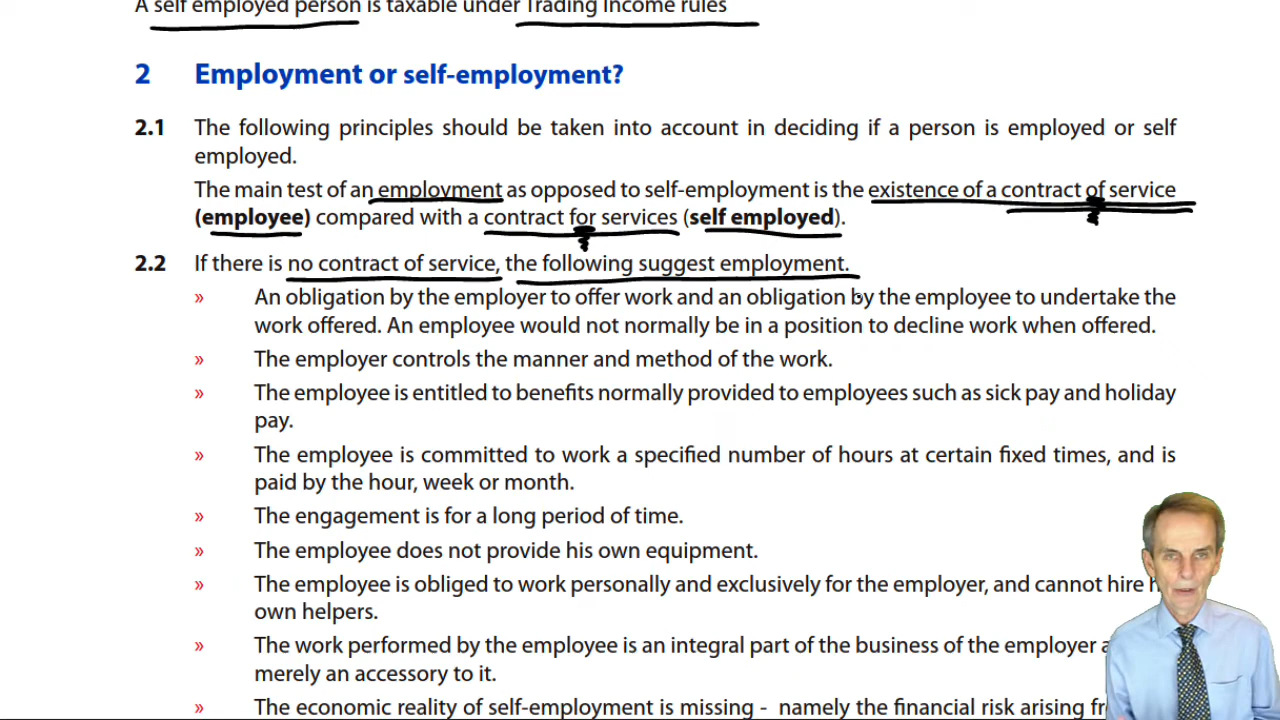 A self employed person is taxable under Trading Income rules
2 Employment or self-employment?
2.1 The following principles should be taken into account in deciding if a person is employed or self
employed.
The main test of an employment as opposed to self-employment is the existence of a contract of service
(employee) compared with a contract for services (self employed).
2.2 If there is no contract of service, the following suggest employment.
» An obligation by the employer to offer work and an obligation by the employee to undertake the
work offered. An employee would not normally be in a position to decline work when offered.
» The employer controls the manner and method of the work.
» The employee is entitled to benefits normally provided to employees such as sick pay and holiday
pay.
» The employee is committed to work a specified number of hours at certain fixed times, and is
paid by the hour, week or month.
» The engagement is for a long period of time.
» The employee does not provide his own equipment.
» The employee is obliged to work personally and exclusively for the employer, and cannot hire
own helpers.
» The work performed by the employee is an integral part of the business of the employer
merely an accessory to it.
» The economic reality of self-employment is missing - namely the financial risk arising